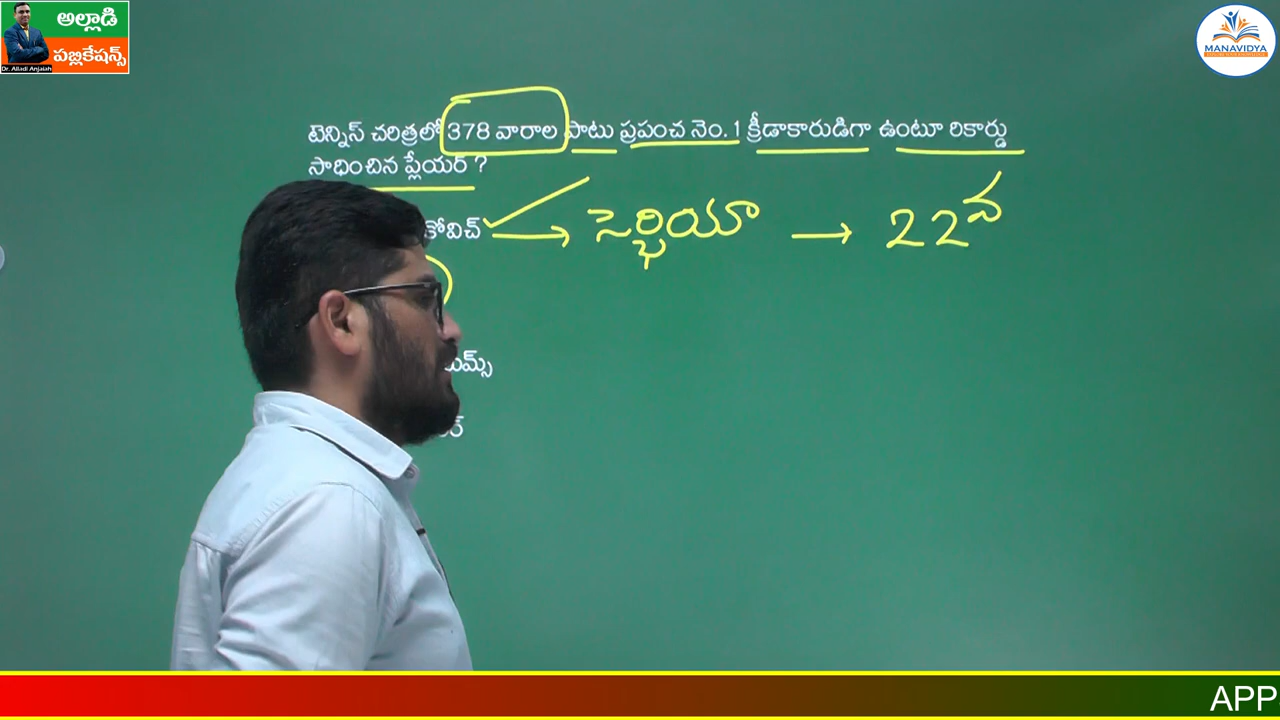 అల్లాడి
పబ్లికేషన్స్
Dr. Alladi Anjaiah
MANAVIDYA
టెన్నిస్ చరిత్రలో 378 వారాల పాటు ప్రపంచ నెం. 1 క్రీడాకారుడిగా ఉంటూ రికార్డు
సాధించిన ప్లేయర్ ?
కోవిచ్ → సెర్బియా → 22వ
APP